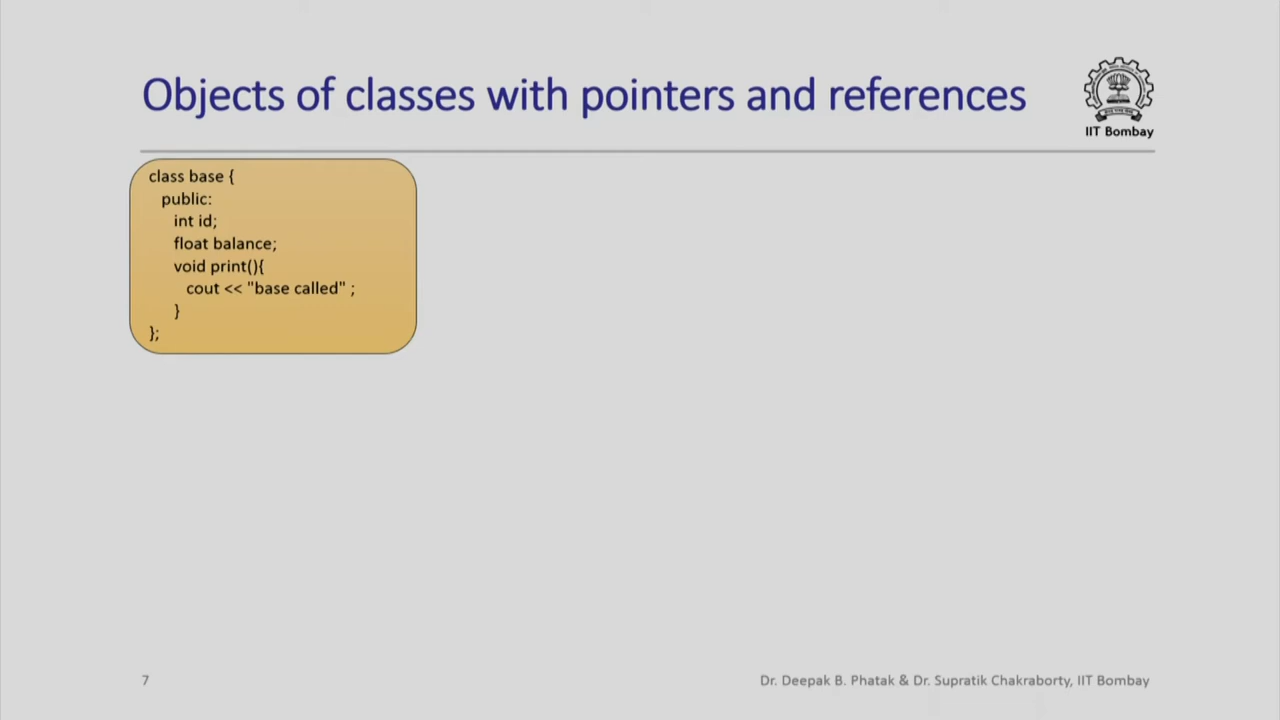 Objects of classes with pointers and references
IIT Bombay
class base {
public:
int id;
float balance;
void print(){
cout << "base called" ;
}
};
7
Dr. Deepak B. Phatak & Dr. Supratik Chakraborty, IIT Bombay